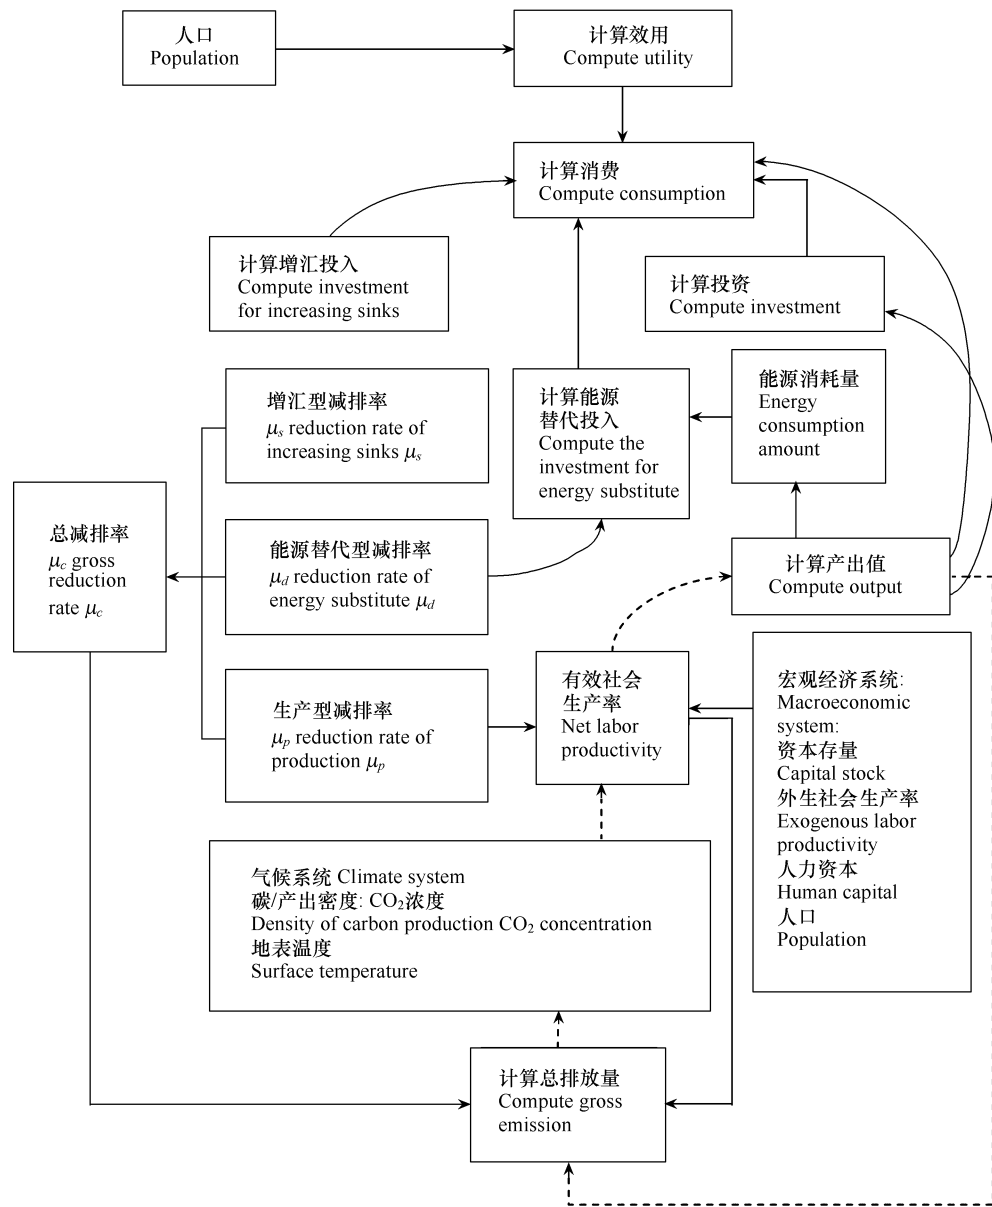 人口
Population
计算效用
Compute utility
计算消费
Compute consumption
计算增汇投入
Compute investment
for increasing sinks
计算投资
Compute investment
增汇型减排率
μs reduction rate of
increasing sinks μs
计算能源
替代投入
Compute the
investment for
energy substitute
能源消耗量
Energy
consumption
amount
总减排率
μc gross
reduction
rate μc
能源替代型减排率
μd reduction rate of
energy substitute μd
计算产出值
Compute output
生产型减排率
μp reduction rate of
production μp
有效社会
生产率
Net labor
productivity
宏观经济系统:
Macroeconomic
system:
资本存量
Capital stock
外生社会生产率
Exogenous labor
productivity
人力资本
Human capital
人口
Population
气候系统 Climate system
碳/产出密度: CO₂浓度
Density of carbon production CO₂ concentration
地表温度
Surface temperature
计算总排放量
Compute gross
emission